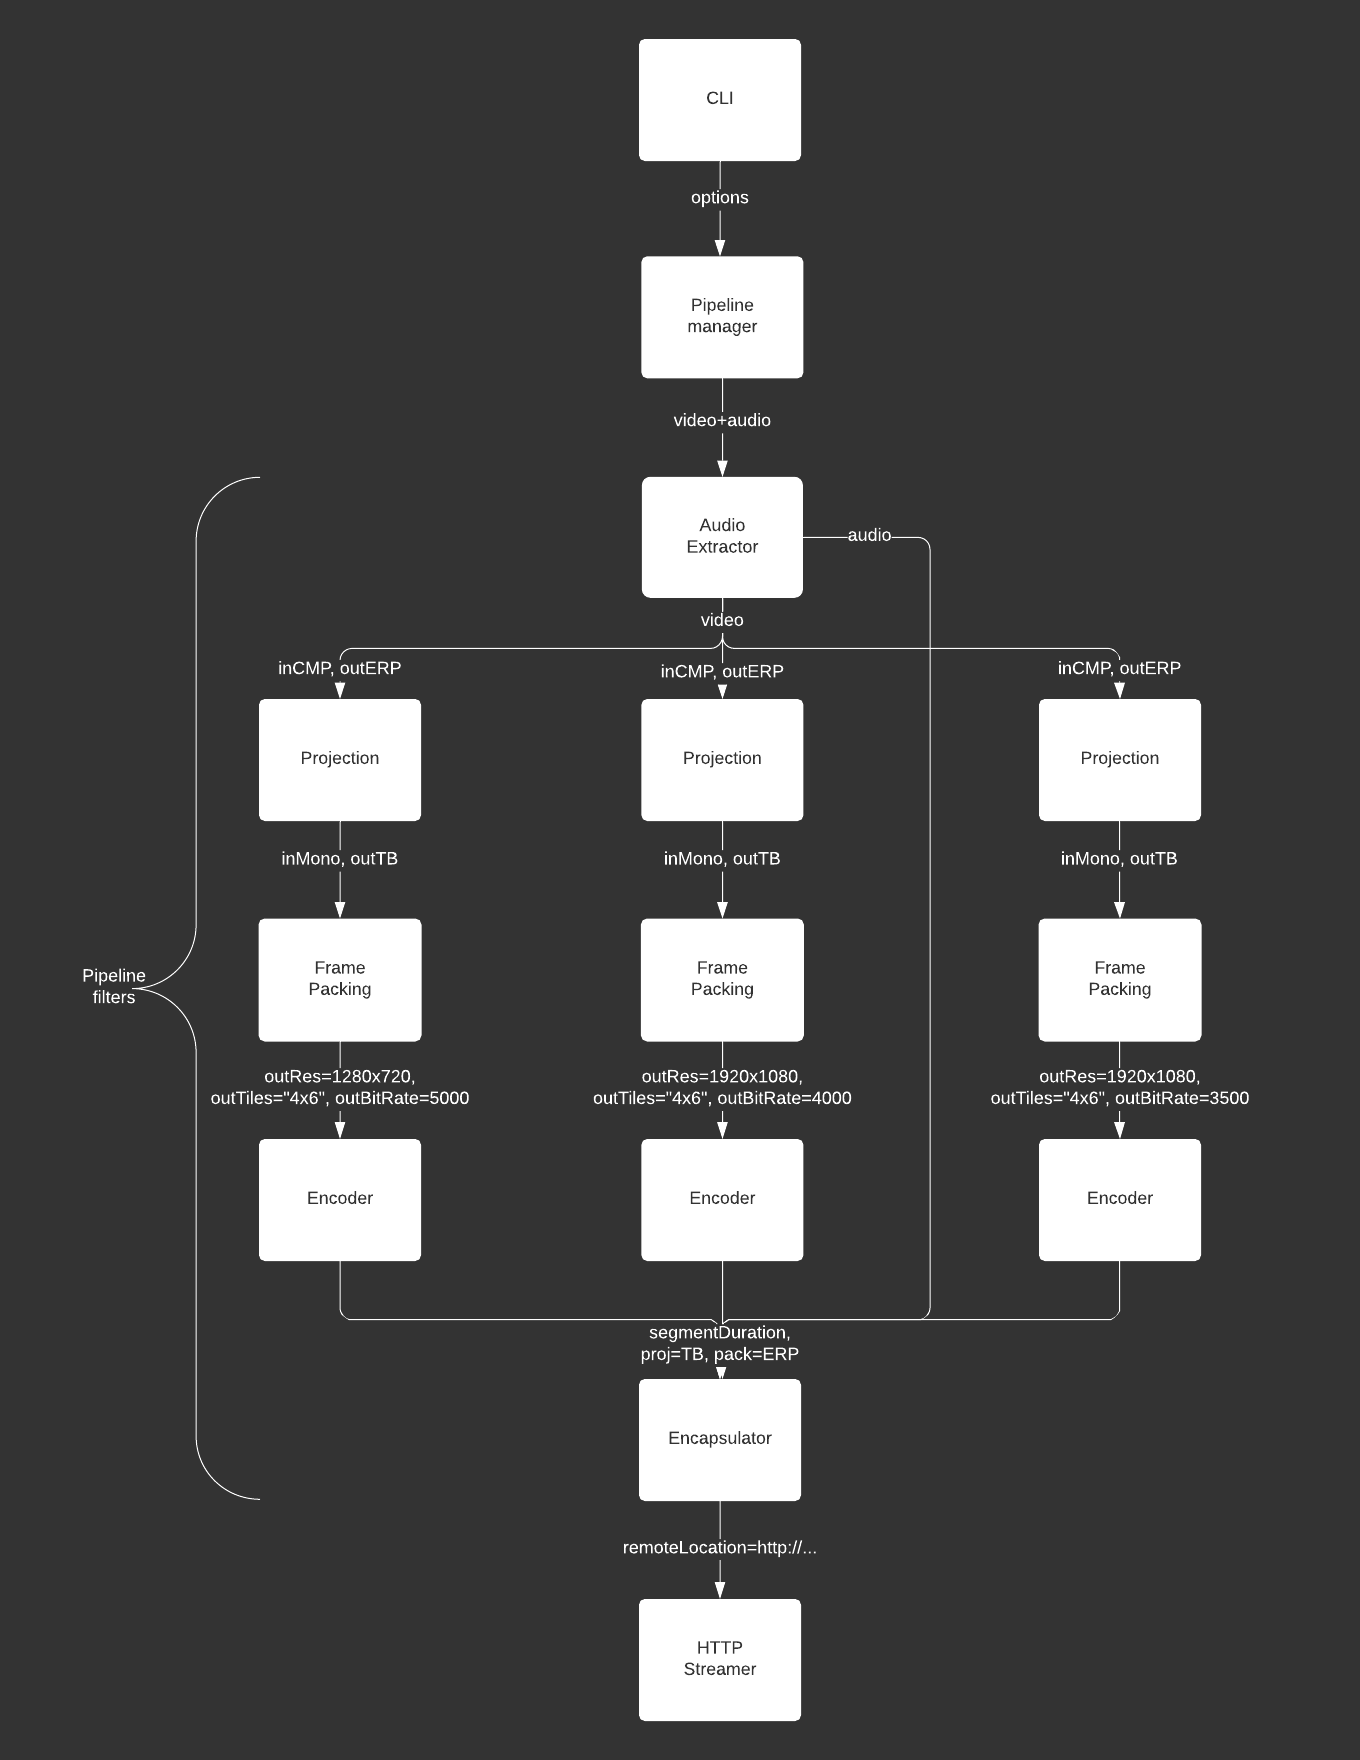 CLI
options
Pipeline
manager
video+audio
Audio
Extractor
audio
video
inCMP, outERP
inCMP, outERP
inCMP, outERP
Projection
Projection
Projection
inMono, outTB
inMono, outTB
inMono, outTB
Pipeline
filters
Frame
Packing
Frame
Packing
Frame
Packing
outRes=1280x720,
outTiles="4x6", outBitRate=5000
outRes=1920x1080,
outTiles="4x6", outBitRate=4000
outRes=1920x1080,
outTiles="4x6", outBitRate=3500
Encoder
Encoder
Encoder
segmentDuration,
proj=TB, pack=ERP
Encapsulator
remoteLocation=http://...
HTTP
Streamer